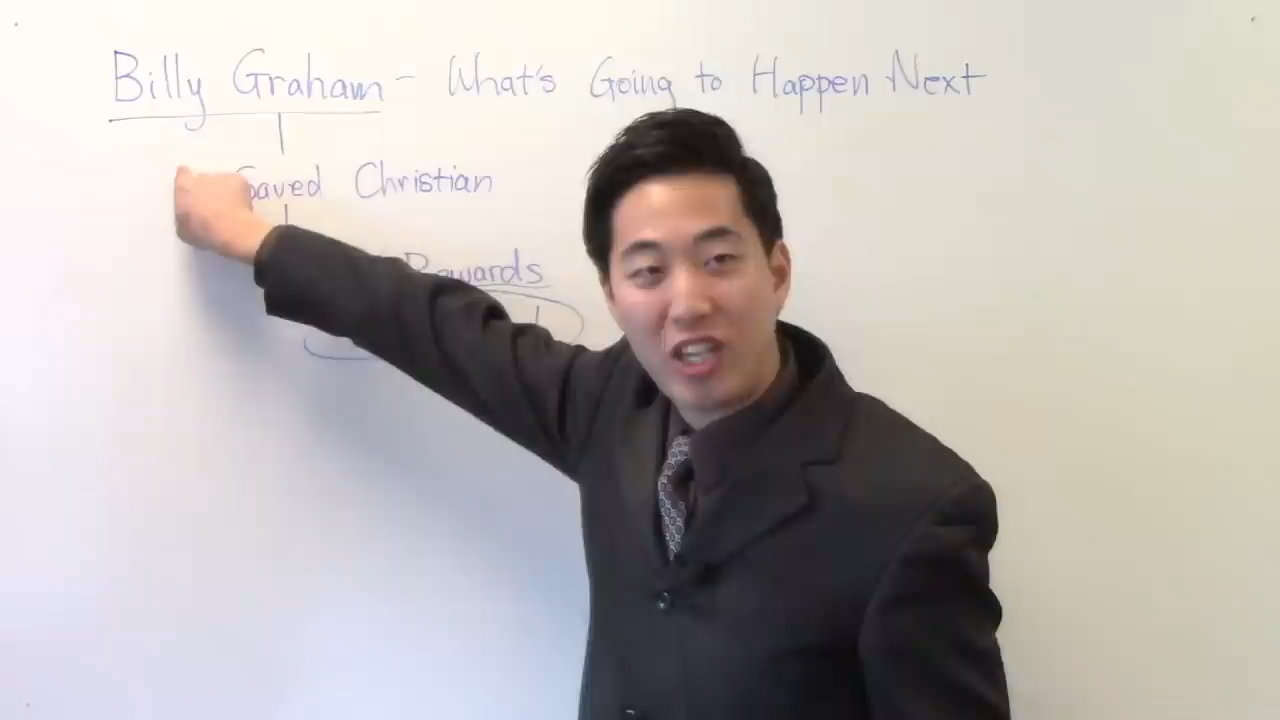 Billy Graham - What's Going to Happen Next
Saved Christian
Rewards